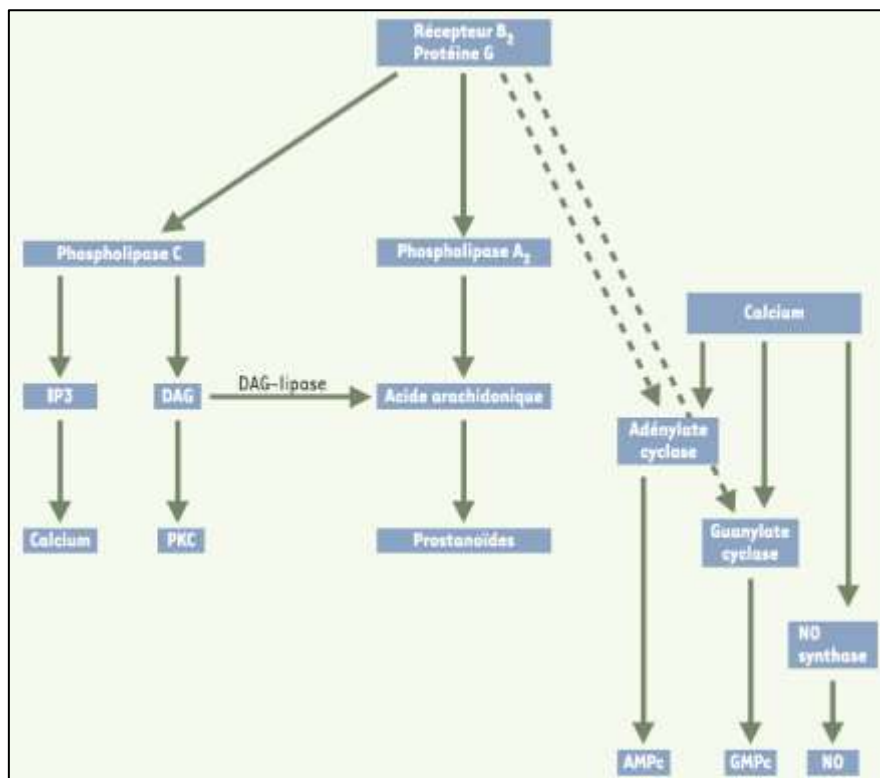 Récepteur B₂
Protéine G
Phospholipase C
Phospholipase A₂
Calcium
IP3
DAG
DAG-lipase
Acide arachidonique
Adénylate
cyclase
Calcium
PKC
Prostanoïdes
Guanylate
cyclase
NO
synthase
AMPc
GMPc
NO